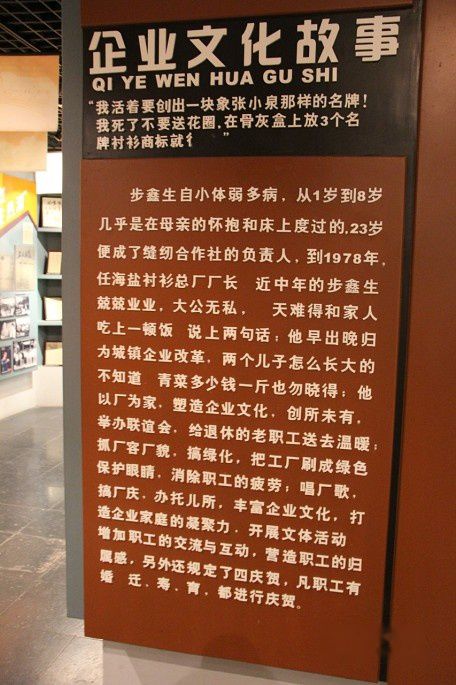 企业文化故事
QI YE WEN HUA GU SHI
“我活着要创出一块象张小泉那样的名牌！
我死了不要送花圈，在骨灰盒上放3个名
牌衬衫商标就 ”
步鑫生自小体弱多病，从1岁到8岁
几乎是在母亲的怀抱和床上度过的.23岁
便成了缝纫合作社的负责人，到1978年，
任海盐衬衫总厂厂长 近中年的步鑫生
兢兢业业，大公无私， 天难得和家人
吃上一顿饭 说上两句话；他早出晚归
为城镇企业改革，两个儿子怎么长大的
不知道 青菜多少钱一斤也勿晓得；他
以厂为家，塑造企业文化，创所未有，
举办联谊会，给退休的老职工送去温暖；
抓厂容厂貌，搞绿化，把工厂刷成绿色
保护眼睛，消除职工的疲劳；唱厂歌，
搞厂庆，办托儿所，丰富企业文化，打
造企业家庭的凝聚力．开展文体活动
增加职工的交流与互动，营造职工的归
属感，另外还规定了四庆贺，凡职工有
婚 迁、寿、育，都进行庆贺。